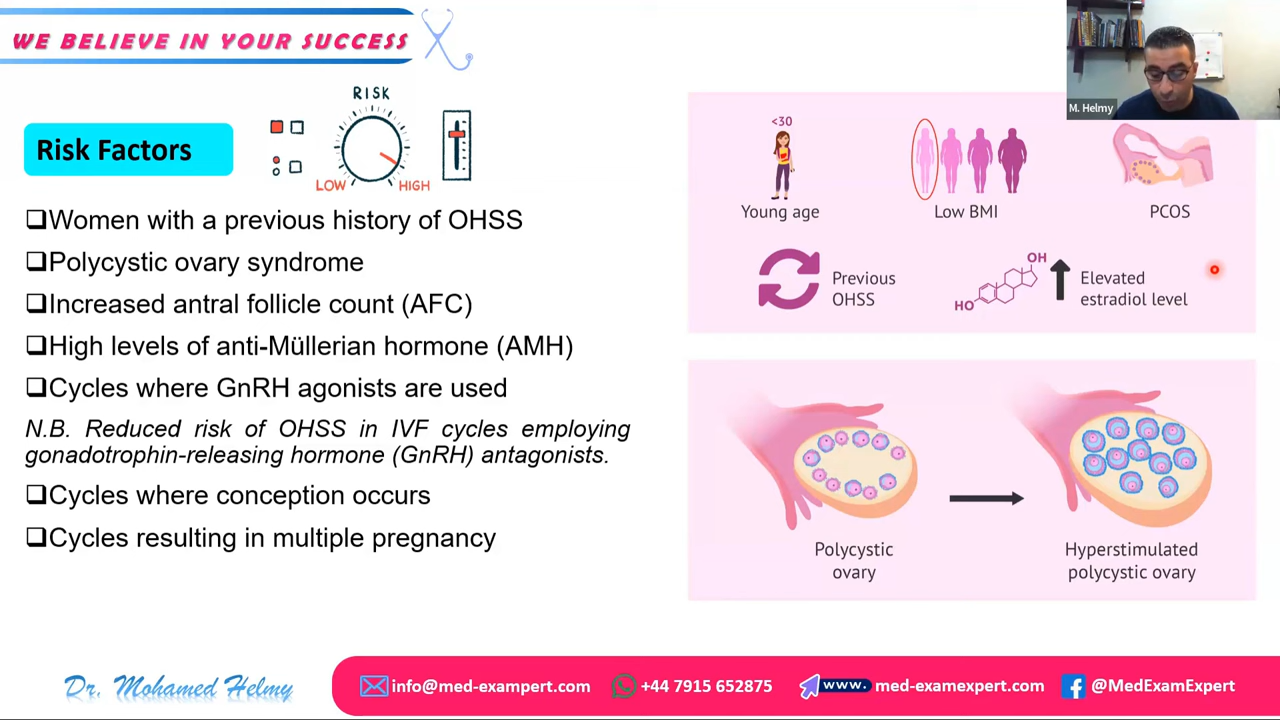 WE BELIEVE IN YOUR SUCCESS
M. Helmy
RISK
LOW
HIGH
Risk Factors
❑Women with a previous history of OHSS
❑Polycystic ovary syndrome
❑Increased antral follicle count (AFC)
❑High levels of anti-Müllerian hormone (AMH)
❑Cycles where GnRH agonists are used
N.B. Reduced risk of OHSS in IVF cycles employing
gonadotrophin-releasing hormone (GnRH) antagonists.
❑Cycles where conception occurs
❑Cycles resulting in multiple pregnancy
<30
Young age
Low BMI
PCOS
Previous
OHSS
OH
HO
Elevated
estradiol level
Polycystic
ovary
Hyperstimulated
polycystic ovary
Dr. Mohamed Helmy
info@med-exampert.com
+44 7915 652875
www. med-examexpert.com
@MedExamExpert